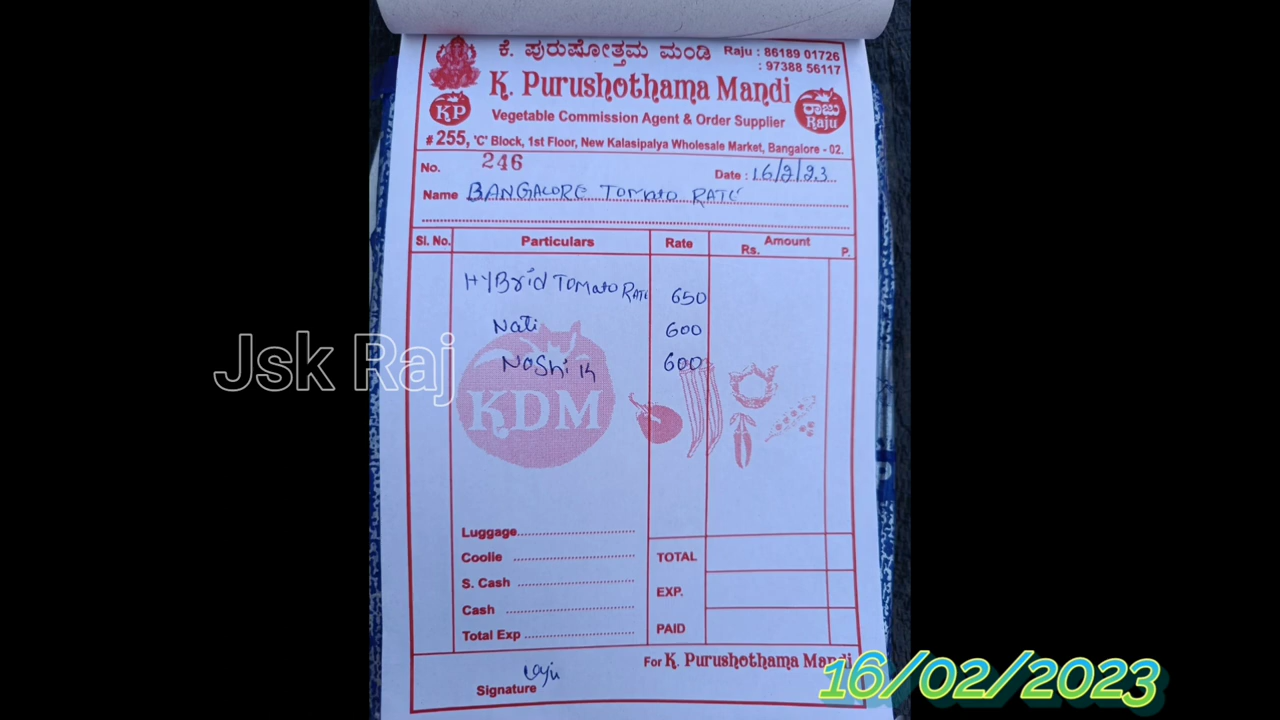 ಕೆ. ಪುರುಷೋತ್ತಮ ಮಂಡಿ
Raju : 86189 01726
: 97388 56117
K. Purushothama Mandi
KP
ರಾಜು
Raju
Vegetable Commission Agent & Order Supplier
# 255, 'C' Block, 1st Floor, New Kalasipalya Wholesale Market, Bangalore - 02.
No. 246
Date : 16/2/23
Name BANGALORE TOMATO RATE
Sl. No. Particulars Rate Amount
Rs. P.
HYBrid TOMATO RATE 650
Nati 600
NOShik 600
Jsk Raj
KDM
Luggage
Coolie
TOTAL
S. Cash
EXP.
Cash
PAID
Total Exp
For K. Purushothama Mandi
raju
Signature
16/02/2023